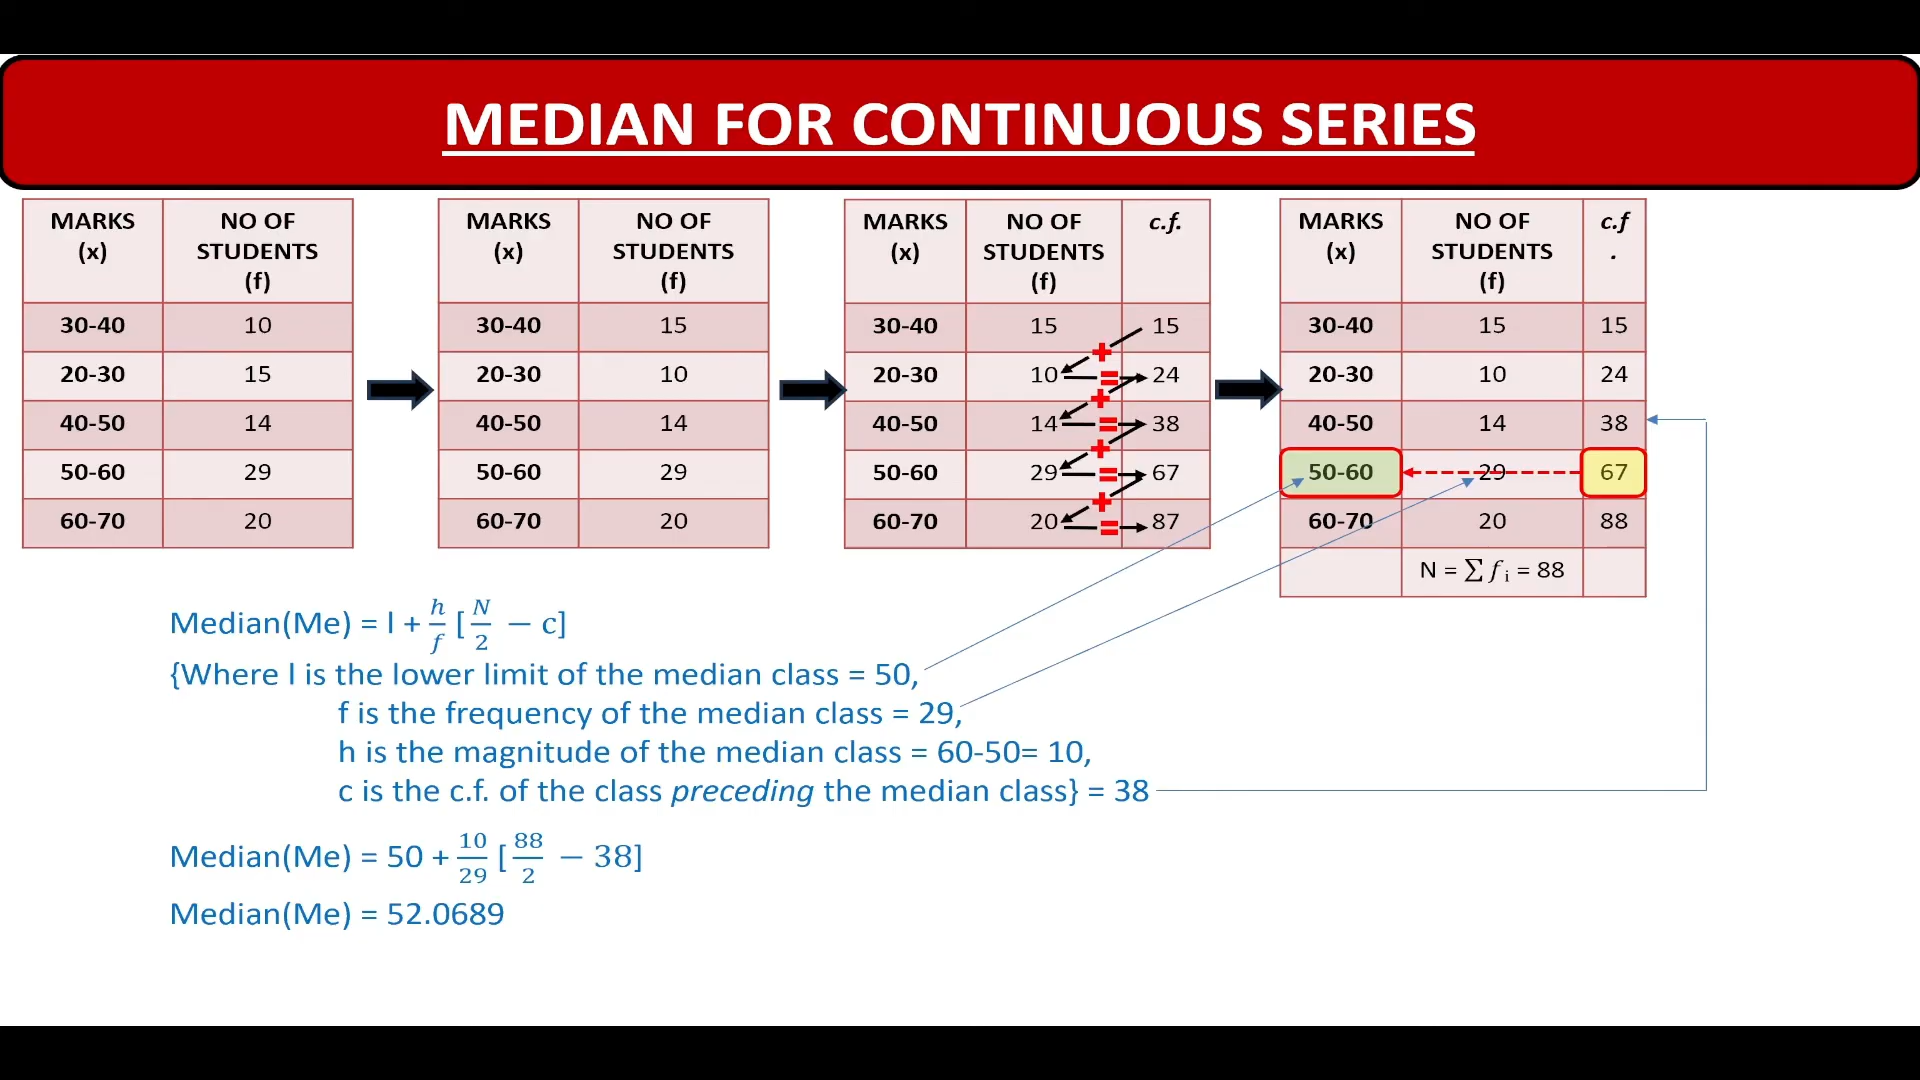 MEDIAN FOR CONTINUOUS SERIES
MARKS (x) NO OF STUDENTS (f)
30-40 10
20-30 15
40-50 14
50-60 29
60-70 20
MARKS (x) NO OF STUDENTS (f)
30-40 15
20-30 10
40-50 14
50-60 29
60-70 20
MARKS (x) NO OF STUDENTS (f) c.f.
30-40 15 15
+
20-30 10 = 24
+
40-50 14 = 38
+
50-60 29 = 67
+
60-70 20 = 87
MARKS (x) NO OF STUDENTS (f) c.f.
30-40 15 15
20-30 10 24
40-50 14 38
50-60 29 67
60-70 20 88
N = ∑ fᵢ = 88
Median(Me) = l + h/f [N/2 − c]
{Where l is the lower limit of the median class = 50,
f is the frequency of the median class = 29,
h is the magnitude of the median class = 60-50= 10,
c is the c.f. of the class preceding the median class} = 38
Median(Me) = 50 + 10/29 [88/2 − 38]
Median(Me) = 52.0689